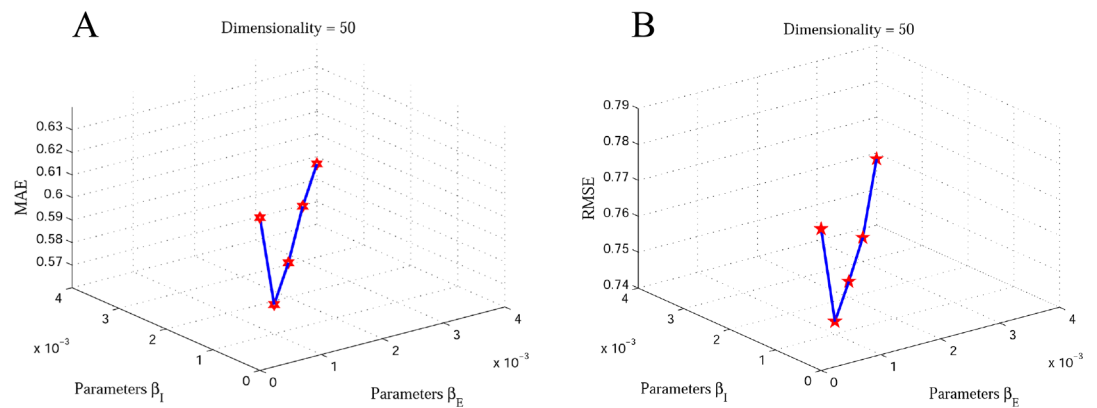 A
Dimensionality = 50
MAE
0.63
0.62
0.61
0.6
0.59
0.58
0.57
4
3
2
1
0
x 10⁻³
Parameters β_I
0
1
2
3
4
x 10⁻³
Parameters β_E
B
Dimensionality = 50
RMSE
0.79
0.78
0.77
0.76
0.75
0.74
4
3
2
1
0
x 10⁻³
Parameters β_I
0
1
2
3
4
x 10⁻³
Parameters β_E